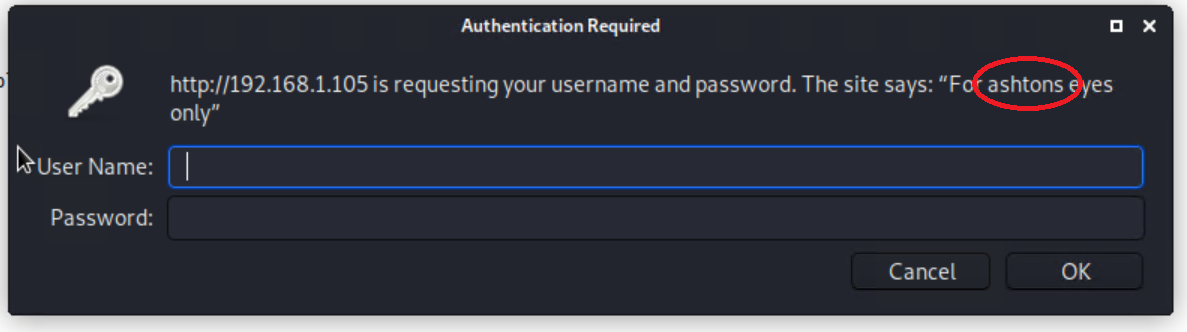 Authentication Required
http://192.168.1.105 is requesting your username and password. The site says: “For ashtons eyes
only”
User Name:
Password:
Cancel OK